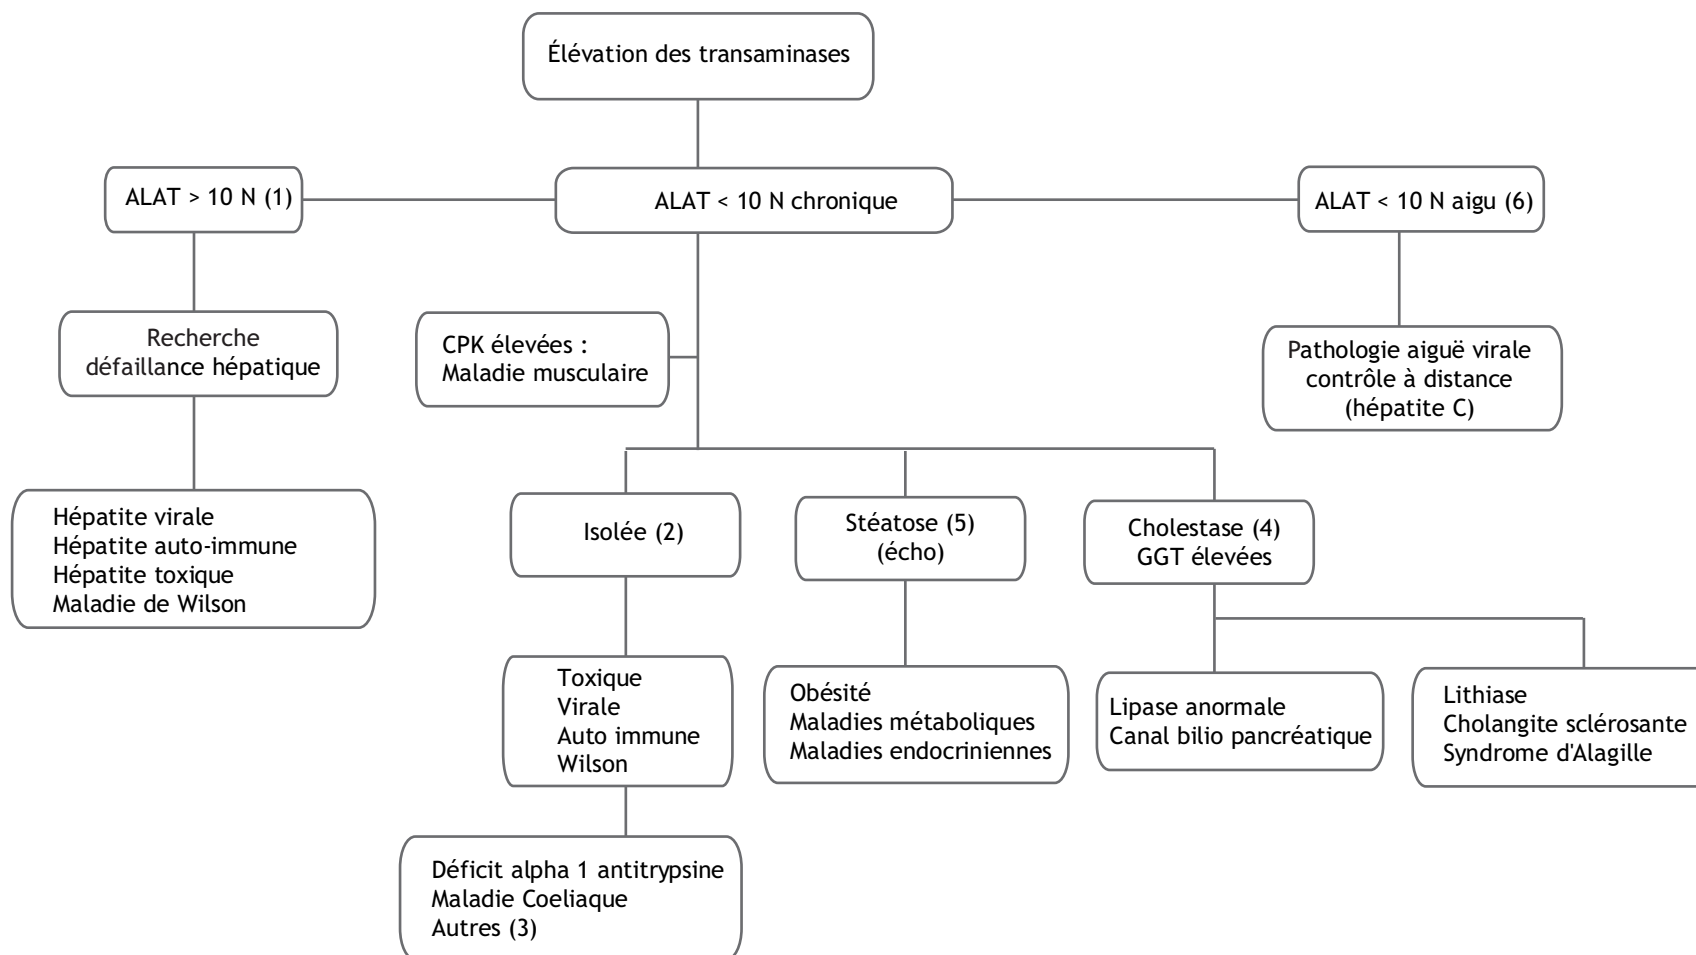 Élévation des transaminases
ALAT > 10 N (1)
ALAT < 10 N chronique
ALAT < 10 N aigu (6)
Recherche
défaillance hépatique
CPK élevées :
Maladie musculaire
Pathologie aiguë virale
contrôle à distance
(hépatite C)
Hépatite virale
Hépatite auto-immune
Hépatite toxique
Maladie de Wilson
Isolée (2)
Stéatose (5)
(écho)
Cholestase (4)
GGT élevées
Toxique
Virale
Auto immune
Wilson
Obésité
Maladies métaboliques
Maladies endocriniennes
Lipase anormale
Canal bilio pancréatique
Lithiase
Cholangite sclérosante
Syndrome d'Alagille
Déficit alpha 1 antitrypsine
Maladie Coeliaque
Autres (3)